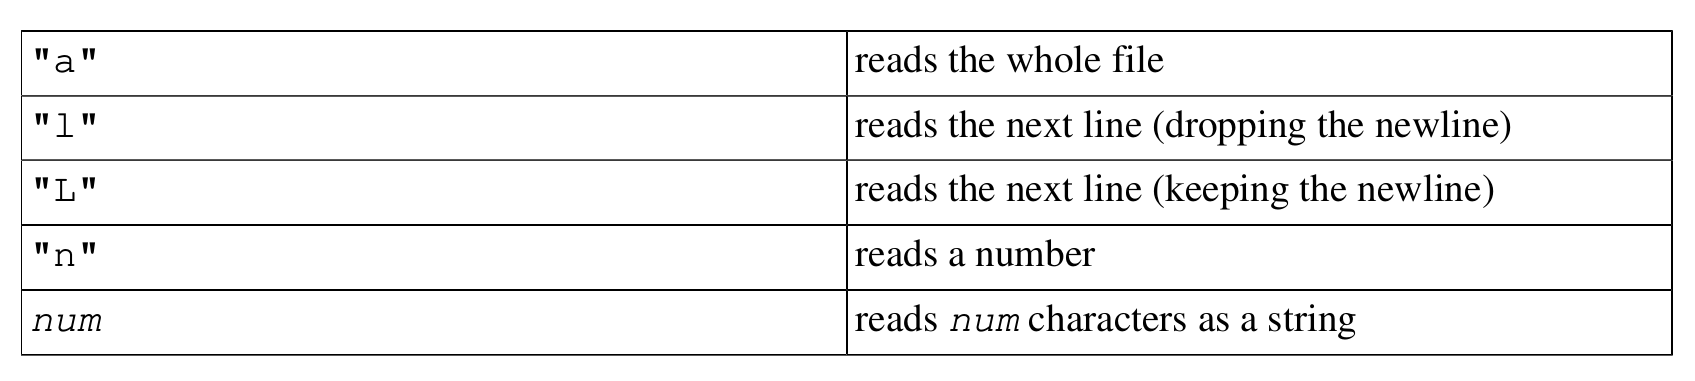 "a" reads the whole file
"l" reads the next line (dropping the newline)
"L" reads the next line (keeping the newline)
"n" reads a number
num reads num characters as a string